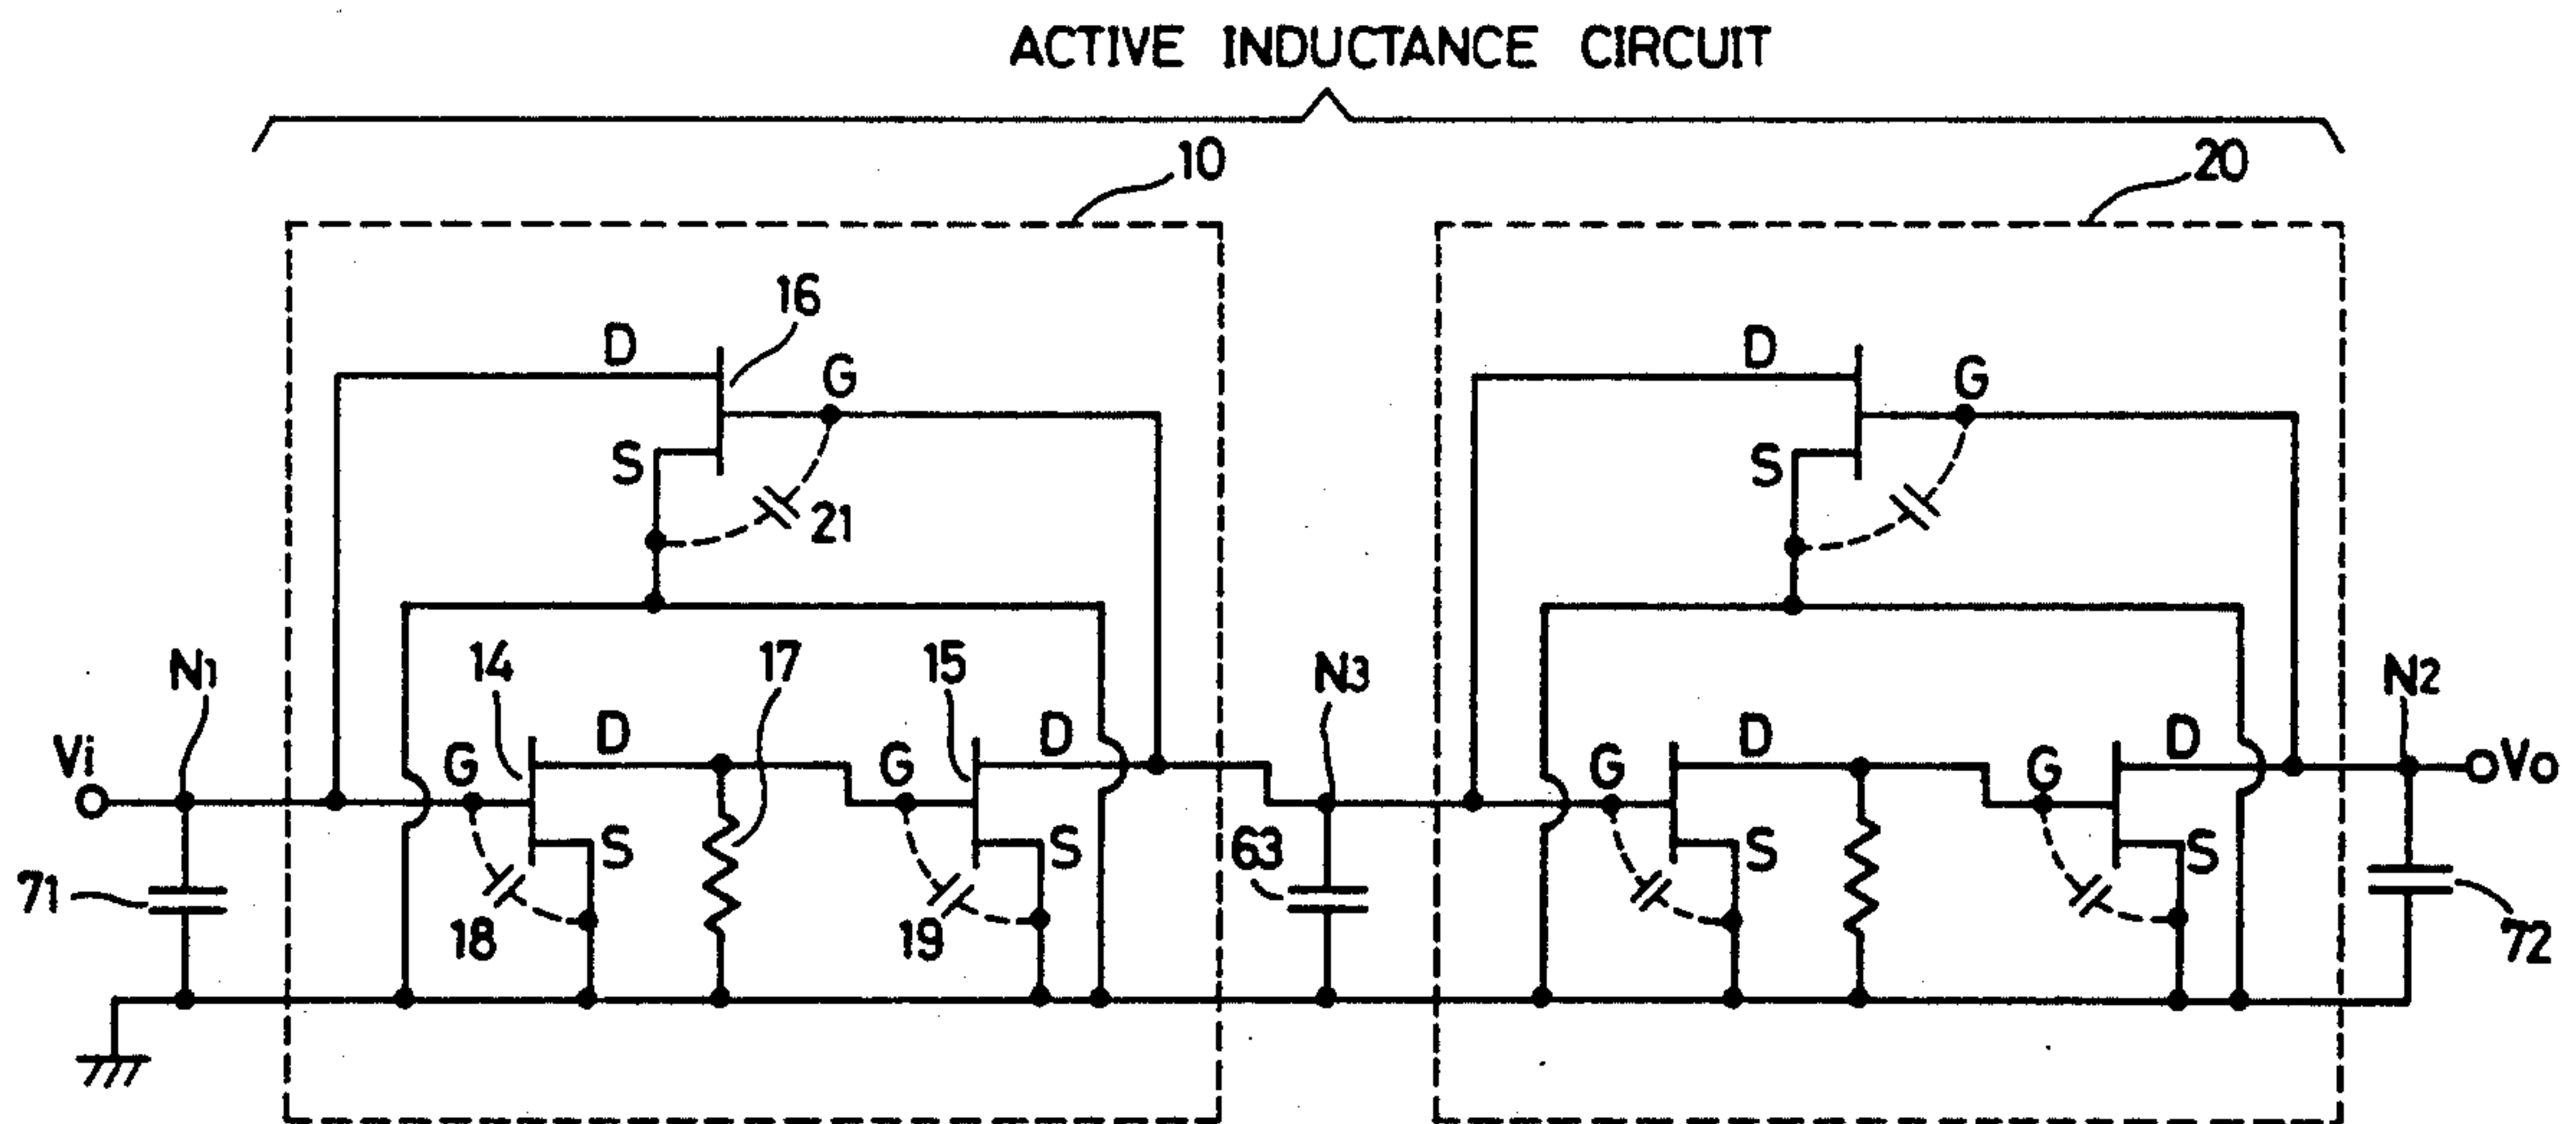 ACTIVE INDUCTANCE CIRCUIT
10 20
16
D G D G
S S
21
N1 14 17 15 N3 N2
Vi G D G D G D G D Vo
S S 63 S S
71 18 19 72